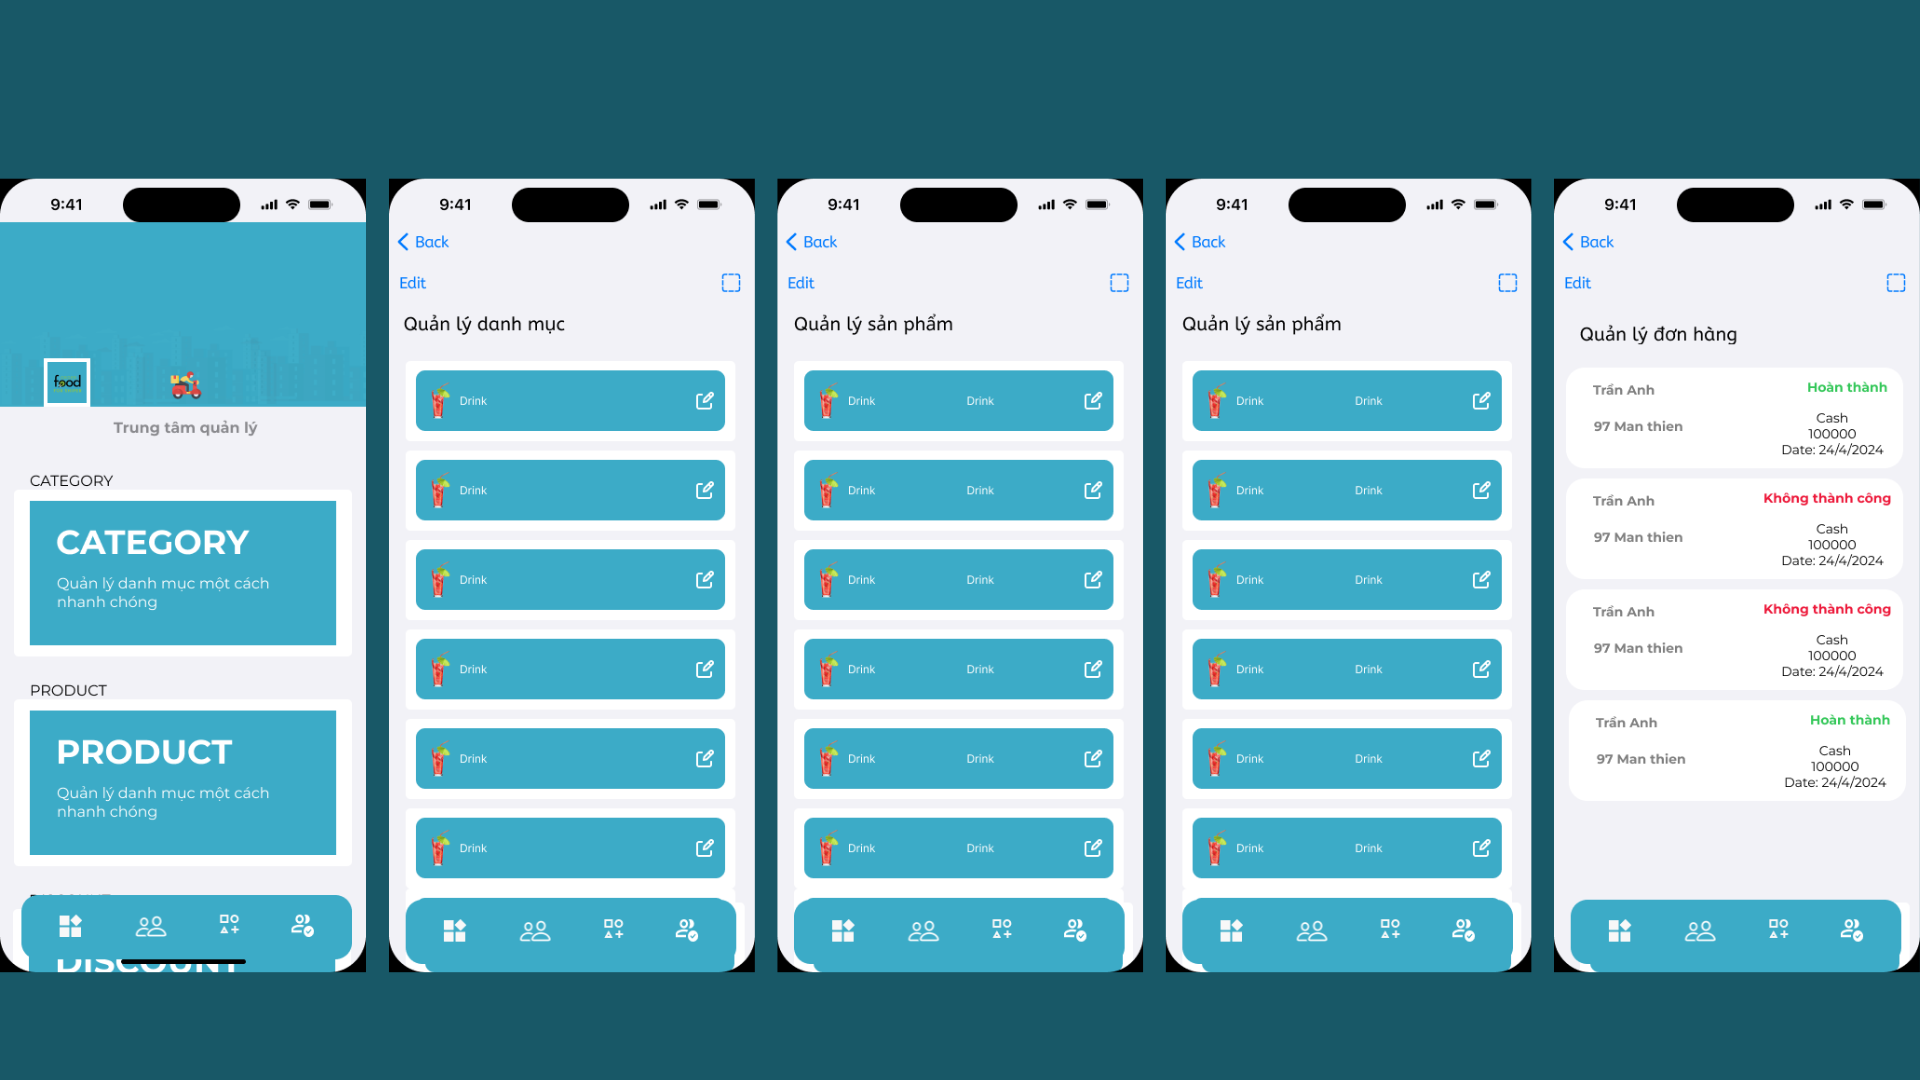 9:41
food
Trung tâm quản lý
CATEGORY
CATEGORY
Quản lý danh mục một cách
nhanh chóng
PRODUCT
PRODUCT
Quản lý danh mục một cách
nhanh chóng
DISCOUNT
DISCOUNT
9:41
Back
Edit
Quản lý danh mục
Drink
Drink
Drink
Drink
Drink
Drink
9:41
Back
Edit
Quản lý sản phẩm
Drink Drink
Drink Drink
Drink Drink
Drink Drink
Drink Drink
Drink Drink
9:41
Back
Edit
Quản lý sản phẩm
Drink Drink
Drink Drink
Drink Drink
Drink Drink
Drink Drink
Drink Drink
9:41
Back
Edit
Quản lý đơn hàng
Trần Anh Hoàn thành
97 Man thien
Cash
100000
Date: 24/4/2024
Trần Anh Không thành công
97 Man thien
Cash
100000
Date: 24/4/2024
Trần Anh Không thành công
97 Man thien
Cash
100000
Date: 24/4/2024
Trần Anh Hoàn thành
97 Man thien
Cash
100000
Date: 24/4/2024